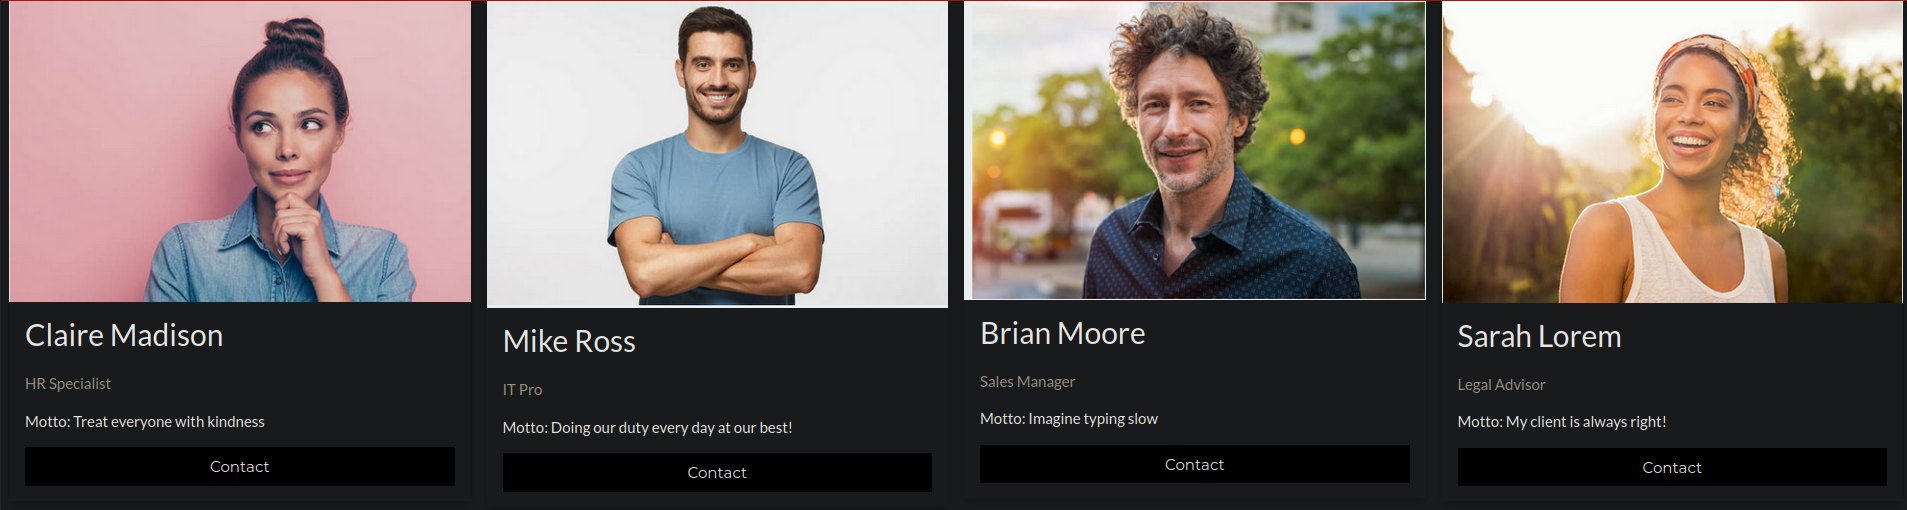 Claire Madison
HR Specialist
Motto: Treat everyone with kindness
Contact
Mike Ross
IT Pro
Motto: Doing our duty every day at our best!
Contact
Brian Moore
Sales Manager
Motto: Imagine typing slow
Contact
Sarah Lorem
Legal Advisor
Motto: My client is always right!
Contact